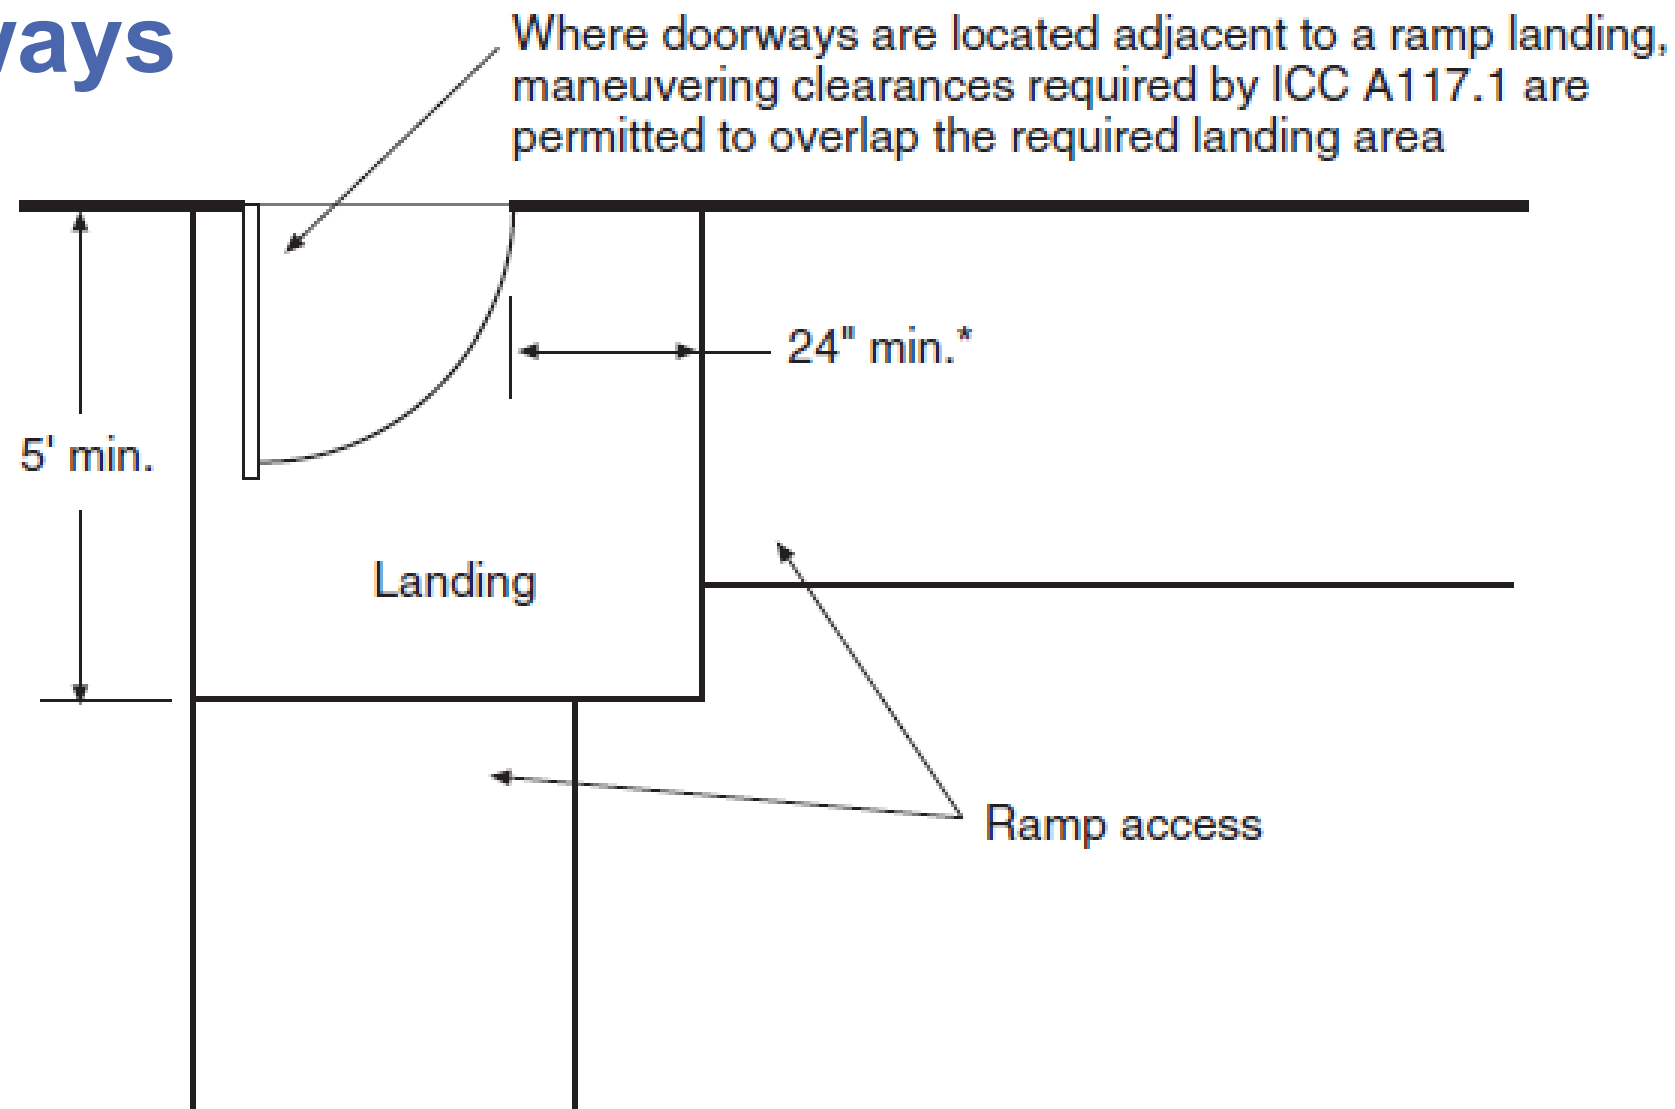 ways
Where doorways are located adjacent to a ramp landing,
maneuvering clearances required by ICC A117.1 are
permitted to overlap the required landing area
24" min.*
5' min.
Landing
Ramp access